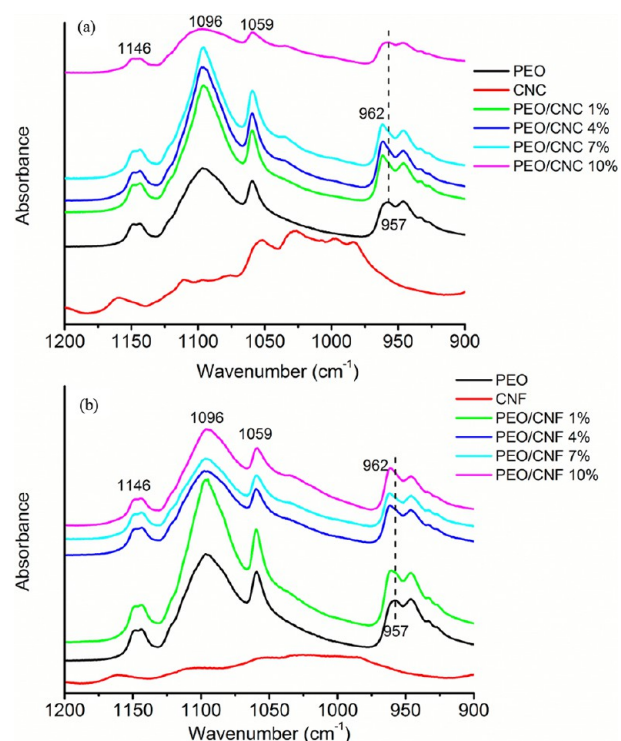 (a)
1146
1096
1059
962
957
PEO
CNC
PEO/CNC 1%
PEO/CNC 4%
PEO/CNC 7%
PEO/CNC 10%
Absorbance
1200 1150 1100 1050 1000 950 900
Wavenumber (cm⁻¹)
(b)
1146
1096
1059
962
957
PEO
CNF
PEO/CNF 1%
PEO/CNF 4%
PEO/CNF 7%
PEO/CNF 10%
Absorbance
1200 1150 1100 1050 1000 950 900
Wavenumber (cm⁻¹)